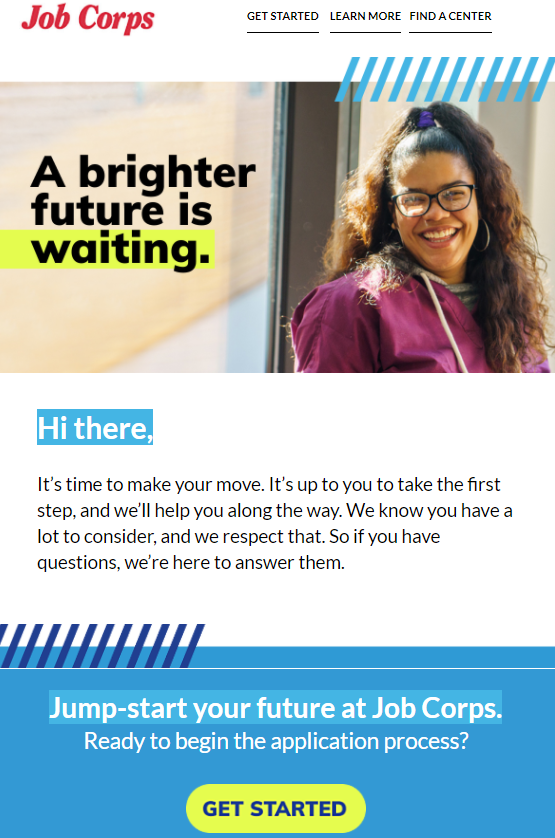 Job Corps
GET STARTED LEARN MORE FIND A CENTER
A brighter
future is
waiting.
Hi there,
It’s time to make your move. It’s up to you to take the first
step, and we’ll help you along the way. We know you have a
lot to consider, and we respect that. So if you have
questions, we’re here to answer them.
Jump-start your future at Job Corps.
Ready to begin the application process?
GET STARTED